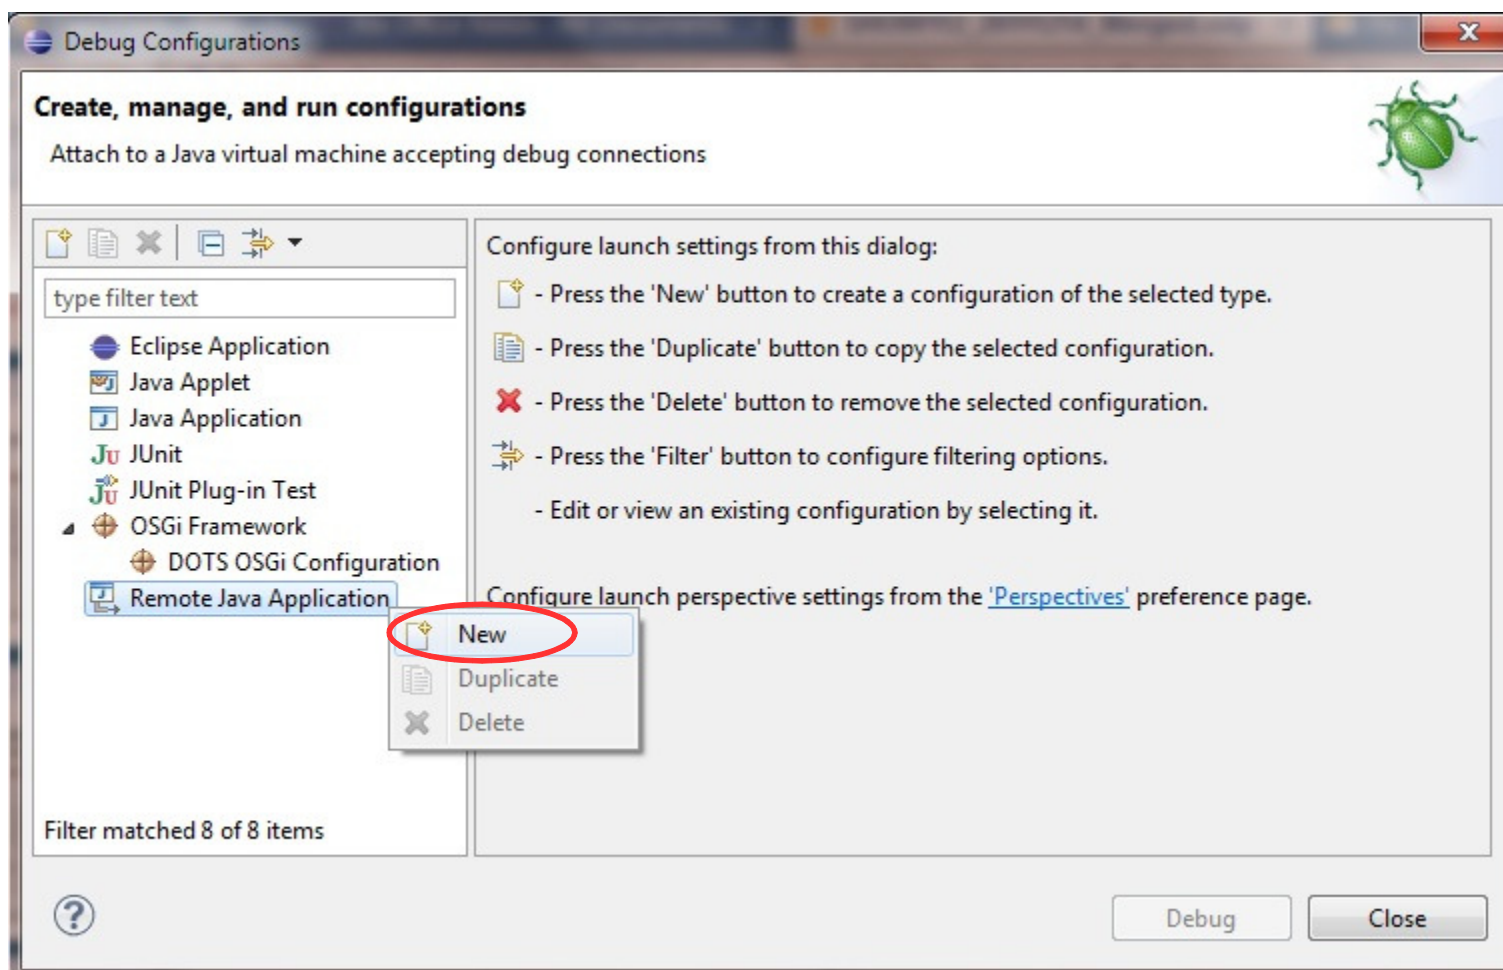 Debug Configurations
Create, manage, and run configurations
Attach to a Java virtual machine accepting debug connections
type filter text
Eclipse Application
Java Applet
Java Application
JUnit
JUnit Plug-in Test
OSGi Framework
DOTS OSGi Configuration
Remote Java Application
New
Duplicate
Delete
Filter matched 8 of 8 items
Configure launch settings from this dialog:
- Press the 'New' button to create a configuration of the selected type.
- Press the 'Duplicate' button to copy the selected configuration.
- Press the 'Delete' button to remove the selected configuration.
- Press the 'Filter' button to configure filtering options.
- Edit or view an existing configuration by selecting it.
Configure launch perspective settings from the 'Perspectives' preference page.
Debug
Close